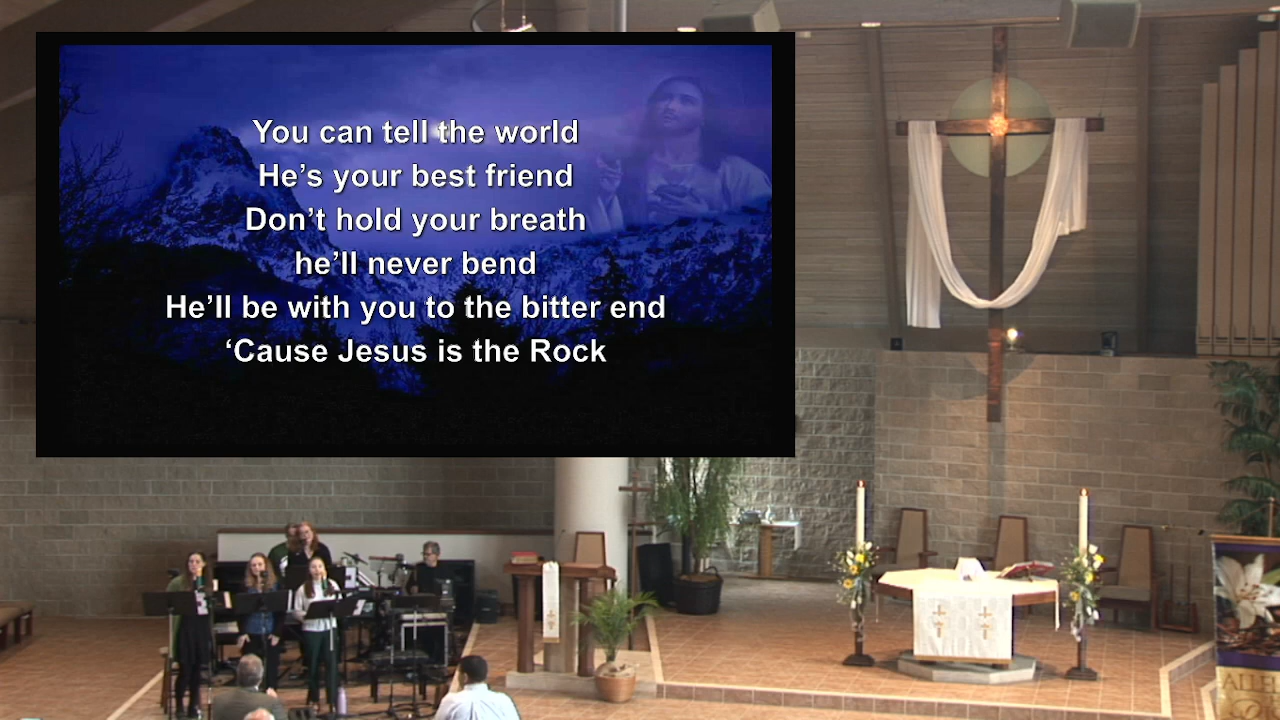 You can tell the world
He’s your best friend
Don’t hold your breath
he’ll never bend
He’ll be with you to the bitter end
‘Cause Jesus is the Rock